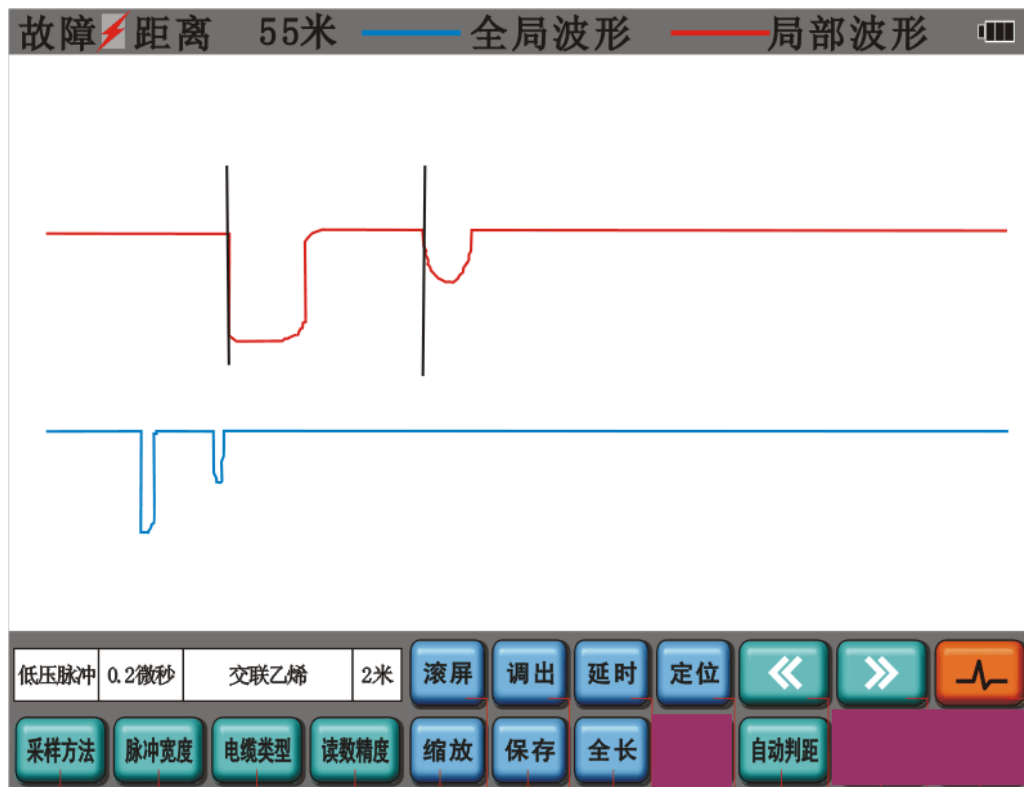 故障距离 55米 全局波形 局部波形
低压脉冲 0.2微秒 交联乙烯 2米 滚屏 调出 延时 定位
采样方法 脉冲宽度 电缆类型 读数精度 缩放 保存 全长 自动判距